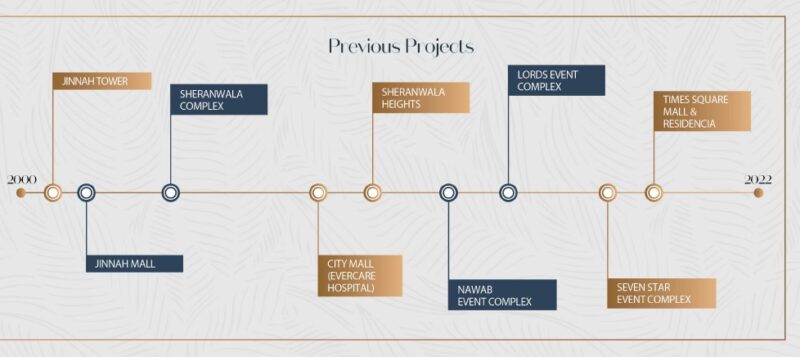 Previous Projects
JINNAH TOWER
SHERANWALA
COMPLEX
SHERANWALA
HEIGHTS
LORDS EVENT
COMPLEX
TIMES SQUARE
MALL &
RESIDENCIA
2000
2022
JINNAH MALL
CITY MALL
(EVERCARE
HOSPITAL)
NAWAB
EVENT COMPLEX
SEVEN STAR
EVENT COMPLEX